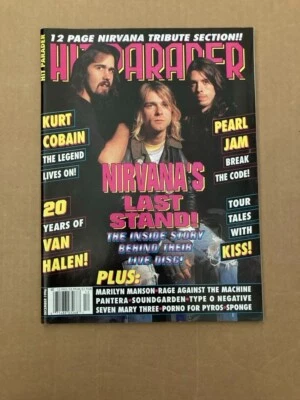 12 PAGE NIRVANA TRIBUTE SECTION!!
HIT PARADER
HIT PARADER
KURT
COBAIN
THE LEGEND
LIVES ON!
PEARL
JAM
BREAK
THE CODE!
NIRVANA'S
LAST
STAND!
THE INSIDE STORY
BEHIND THEIR
LIVE DISC!
20
YEARS OF
VAN
HALEN!
TOUR
TALES
WITH
KISS!
PLUS:
MARILYN MANSON•RAGE AGAINST THE MACHINE
PANTERA•SOUNDGARDEN•TYPE O NEGATIVE
SEVEN MARY THREE•PORNO FOR PYROS•SPONGE